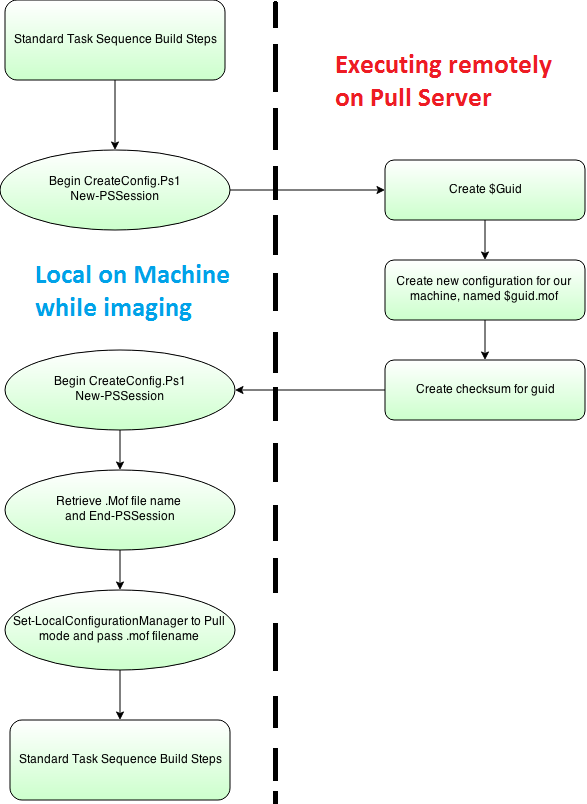 Standard Task Sequence Build Steps
Executing remotely
on Pull Server
Begin CreateConfig.Ps1
New-PSSession
Create $Guid
Local on Machine
while imaging
Create new configuration for our
machine, named $guid.mof
Begin CreateConfig.Ps1
New-PSSession
Create checksum for guid
Retrieve .Mof file name
and End-PSSession
Set-LocalConfigurationManager to Pull
mode and pass .mof filename
Standard Task Sequence Build Steps